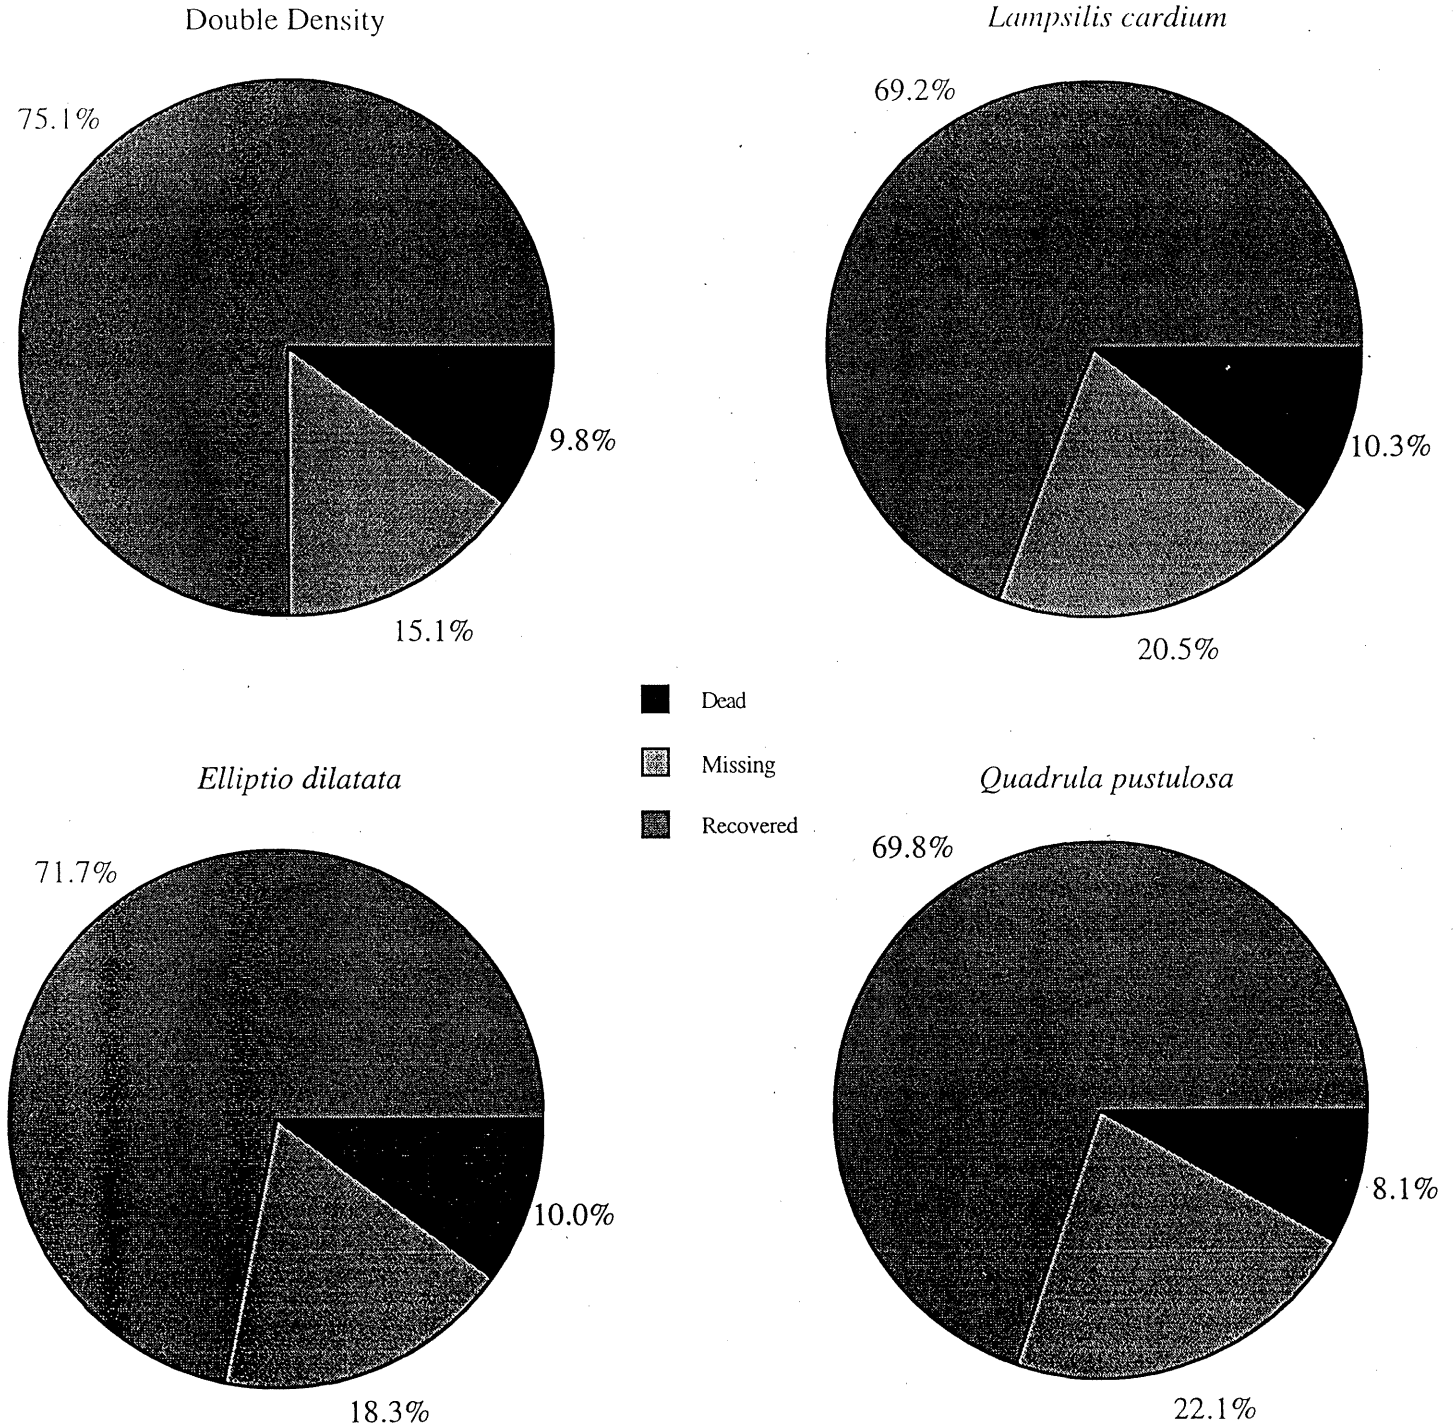 Double Density
75.1%
9.8%
15.1%
Lampsilis cardium
69.2%
10.3%
20.5%
Dead
Missing
Recovered
Elliptio dilatata
71.7%
10.0%
18.3%
Quadrula pustulosa
69.8%
8.1%
22.1%